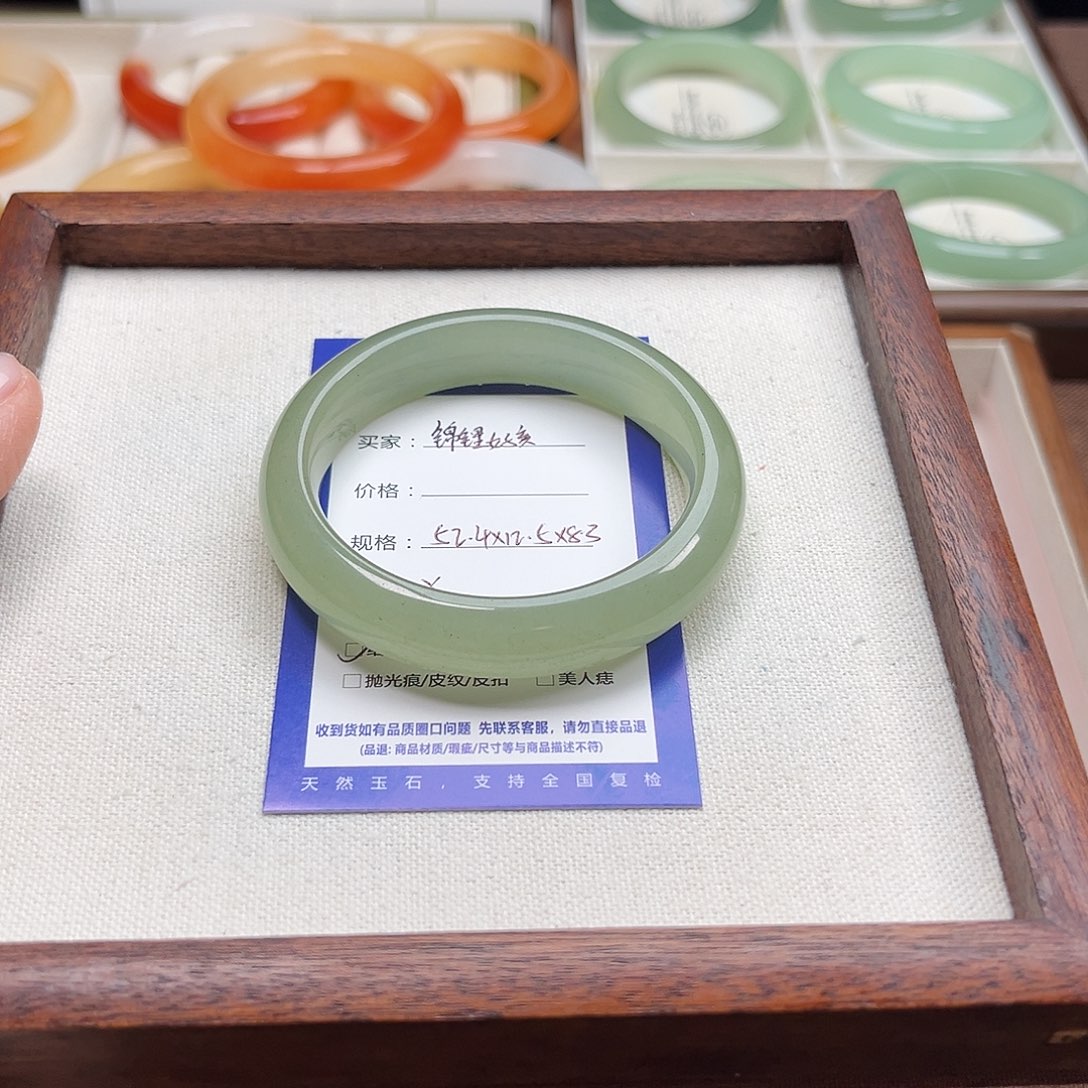 买家：
价格：
规格：52.4x12.5x8.3
□抛光痕/皮纹/皮扣 □美人痣
收到货如有品质圈口问题 先联系客服，请勿直接品退
(品退: 商品材质/瑕疵/尺寸等与商品描述不符)
天然玉石，支持全国复检